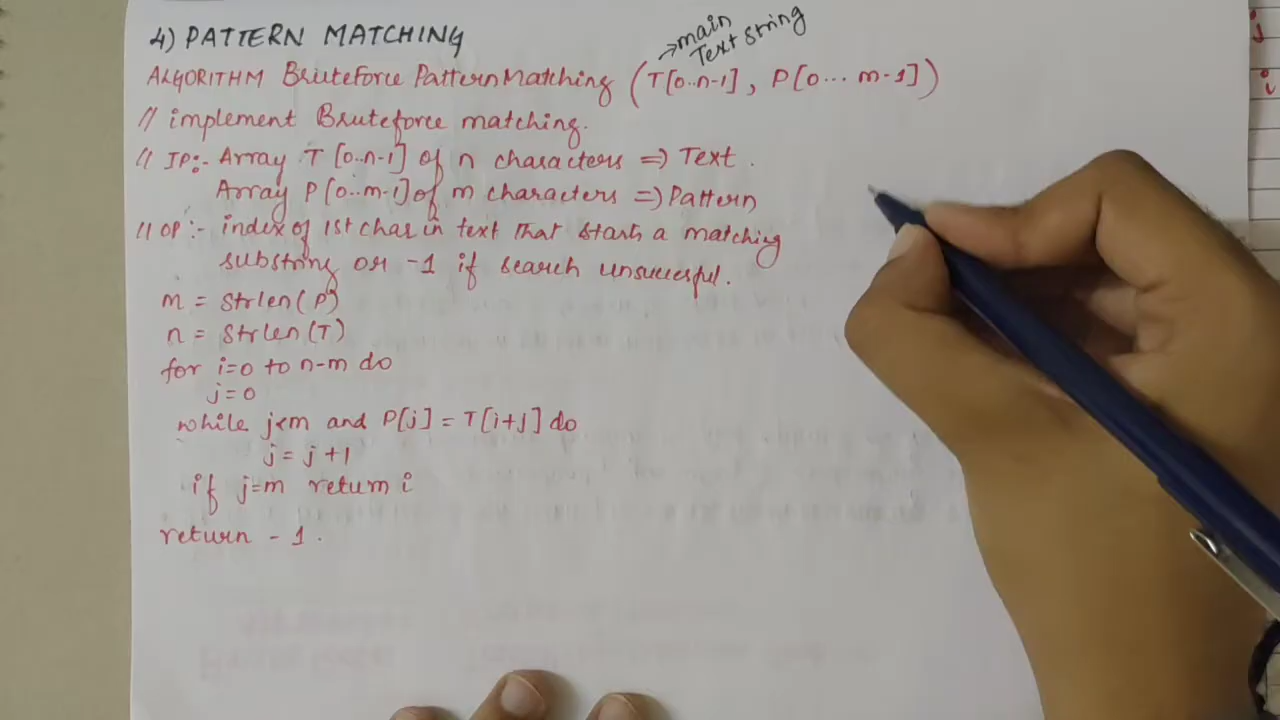 4) PATTERN MATCHING
→ main
Text string
ALGORITHM BruteForce PatternMatching (T[0..n-1], P[0... m-1])
// implement Bruteforce matching.
// IP:- Array T[0..n-1] of n characters => Text.
Array P[0..m-1] of m characters => Pattern
// OP:- index of 1st char in text that starts a matching
substring or -1 if search unsuccesful.
m = strlen(P)
n = strlen(T)
for i=0 to n-m do
j=0
while j<m and P[j] = T[i+j] do
j = j+1
if j=m return i
return -1.
j
i